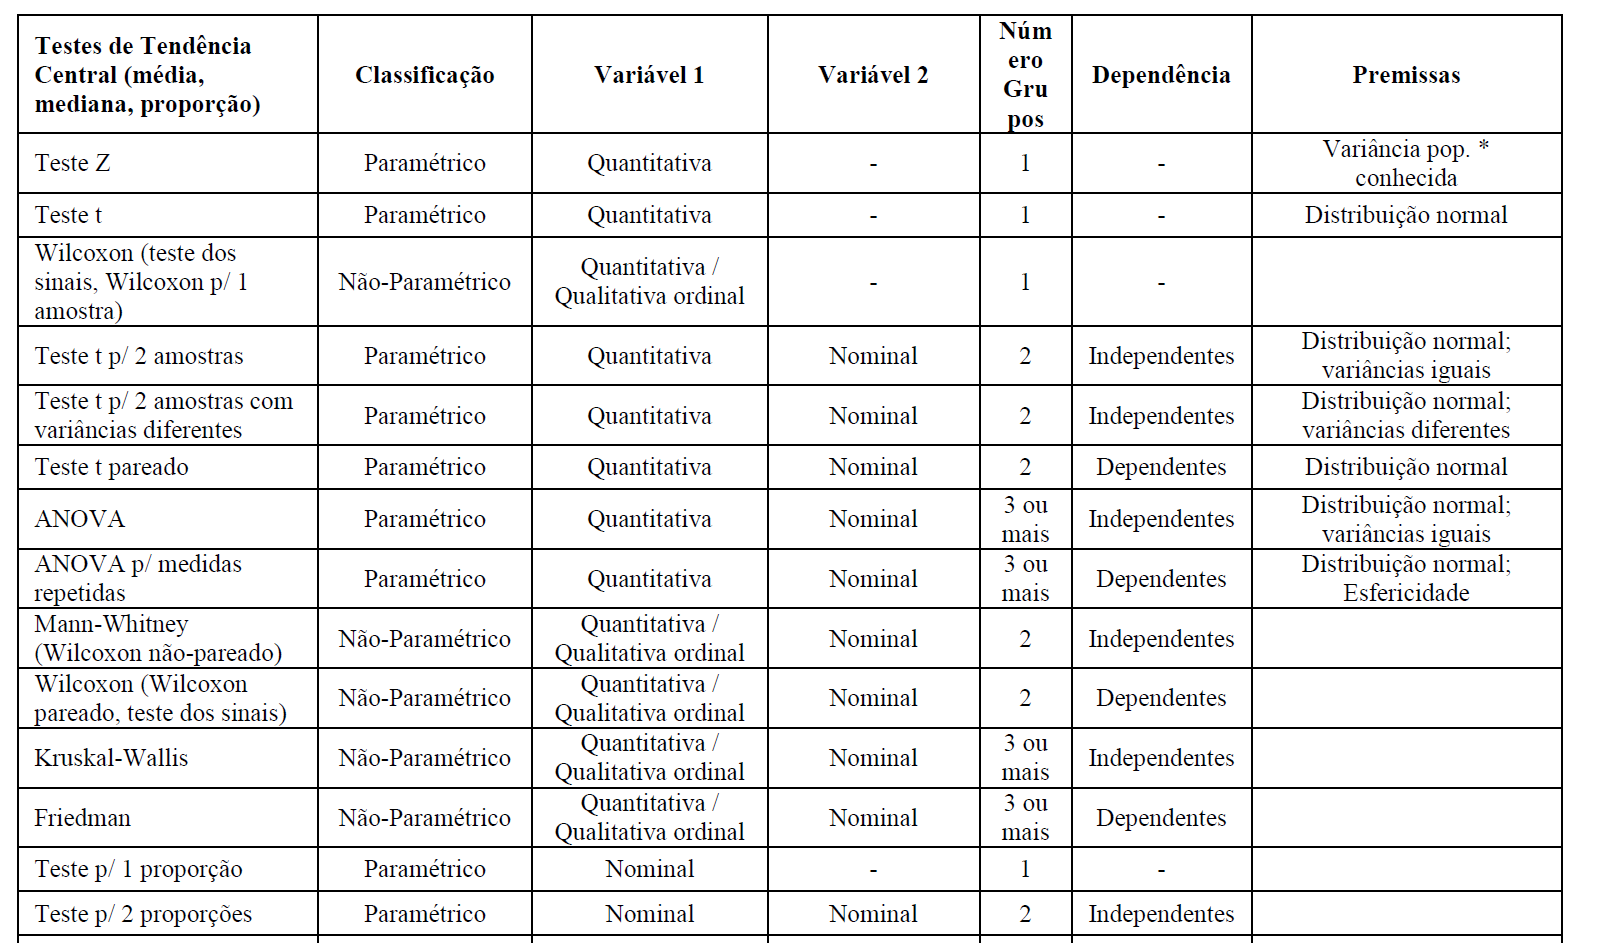 Testes de Tendência
Central (média,
mediana, proporção)
Classificação
Variável 1
Variável 2
Núm
ero
Gru
pos
Dependência
Premissas
Teste Z
Paramétrico
Quantitativa
-
1
-
Variância pop. *
conhecida
Teste t
Paramétrico
Quantitativa
-
1
-
Distribuição normal
Wilcoxon (teste dos
sinais, Wilcoxon p/ 1
amostra)
Não-Paramétrico
Quantitativa /
Qualitativa ordinal
-
1
-
Teste t p/ 2 amostras
Paramétrico
Quantitativa
Nominal
2
Independentes
Distribuição normal;
variâncias iguais
Teste t p/ 2 amostras com
variâncias diferentes
Paramétrico
Quantitativa
Nominal
2
Independentes
Distribuição normal;
variâncias diferentes
Teste t pareado
Paramétrico
Quantitativa
Nominal
2
Dependentes
Distribuição normal
ANOVA
Paramétrico
Quantitativa
Nominal
3 ou
mais
Independentes
Distribuição normal;
variâncias iguais
ANOVA p/ medidas
repetidas
Paramétrico
Quantitativa
Nominal
3 ou
mais
Dependentes
Distribuição normal;
Esfericidade
Mann-Whitney
(Wilcoxon não-pareado)
Não-Paramétrico
Quantitativa /
Qualitativa ordinal
Nominal
2
Independentes
Wilcoxon (Wilcoxon
pareado, teste dos sinais)
Não-Paramétrico
Quantitativa /
Qualitativa ordinal
Nominal
2
Dependentes
Kruskal-Wallis
Não-Paramétrico
Quantitativa /
Qualitativa ordinal
Nominal
3 ou
mais
Independentes
Friedman
Não-Paramétrico
Quantitativa /
Qualitativa ordinal
Nominal
3 ou
mais
Dependentes
Teste p/ 1 proporção
Paramétrico
Nominal
-
1
-
Teste p/ 2 proporções
Paramétrico
Nominal
Nominal
2
Independentes